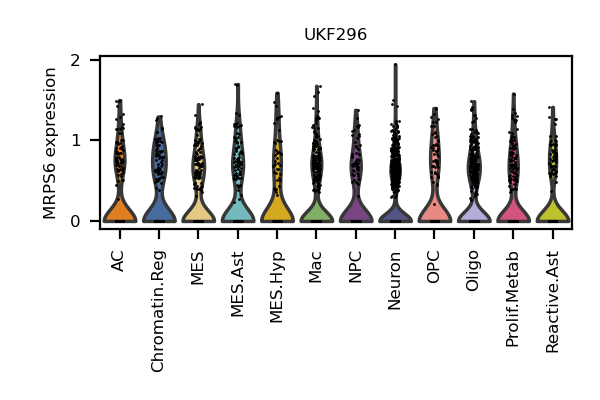 UKF296
MRPS6 expression
2
1
0
AC
Chromatin.Reg
MES
MES.Ast
MES.Hyp
Mac
NPC
Neuron
OPC
Oligo
Prolif.Metab
Reactive.Ast